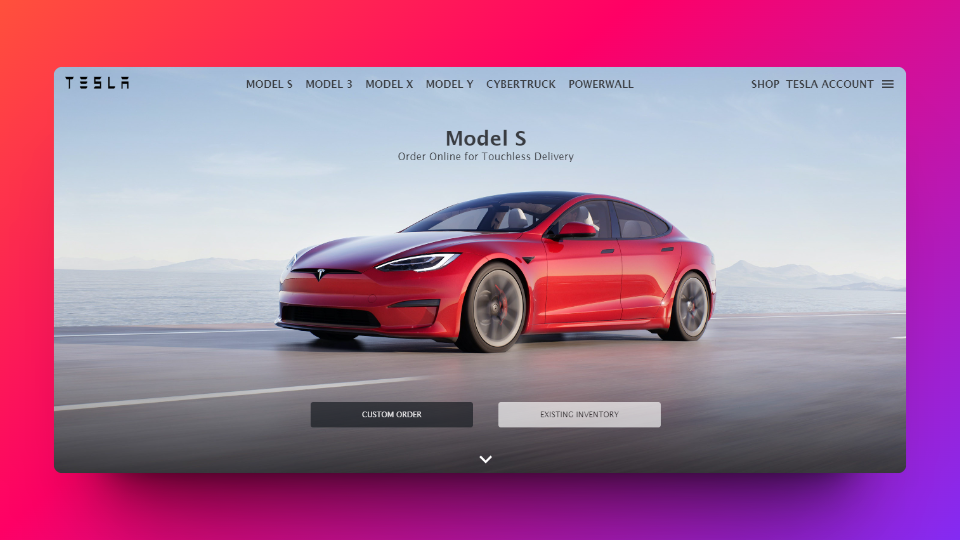 TESLA MODEL S MODEL 3 MODEL X MODEL Y CYBERTRUCK POWERWALL SHOP TESLA ACCOUNT
Model S
Order Online for Touchless Delivery
CUSTOM ORDER EXISTING INVENTORY